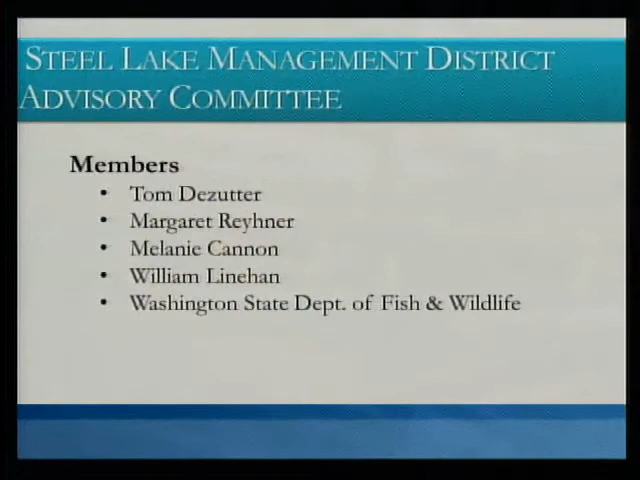 STEEL LAKE MANAGEMENT DISTRICT
ADVISORY COMMITTEE
Members
• Tom Dezutter
• Margaret Reyhner
• Melanie Cannon
• William Linehan
• Washington State Dept. of Fish & Wildlife